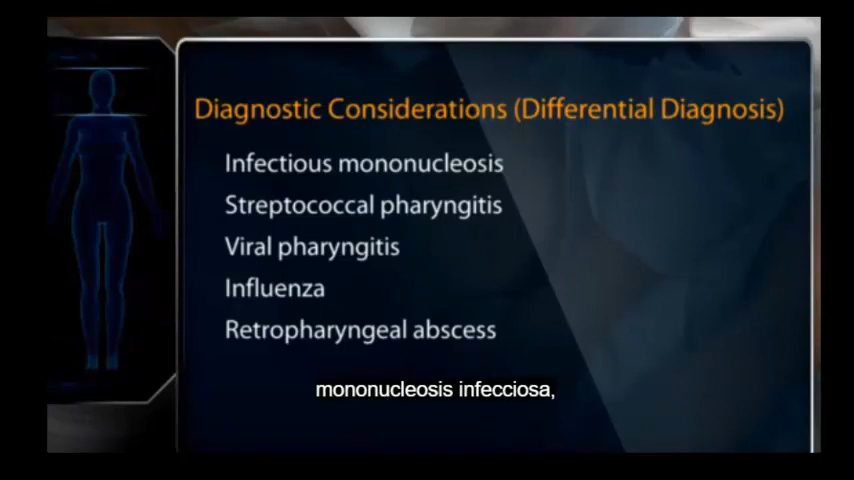 Diagnostic Considerations (Differential Diagnosis)
Infectious mononucleosis
Streptococcal pharyngitis
Viral pharyngitis
Influenza
Retropharyngeal abscess
mononucleosis infecciosa,